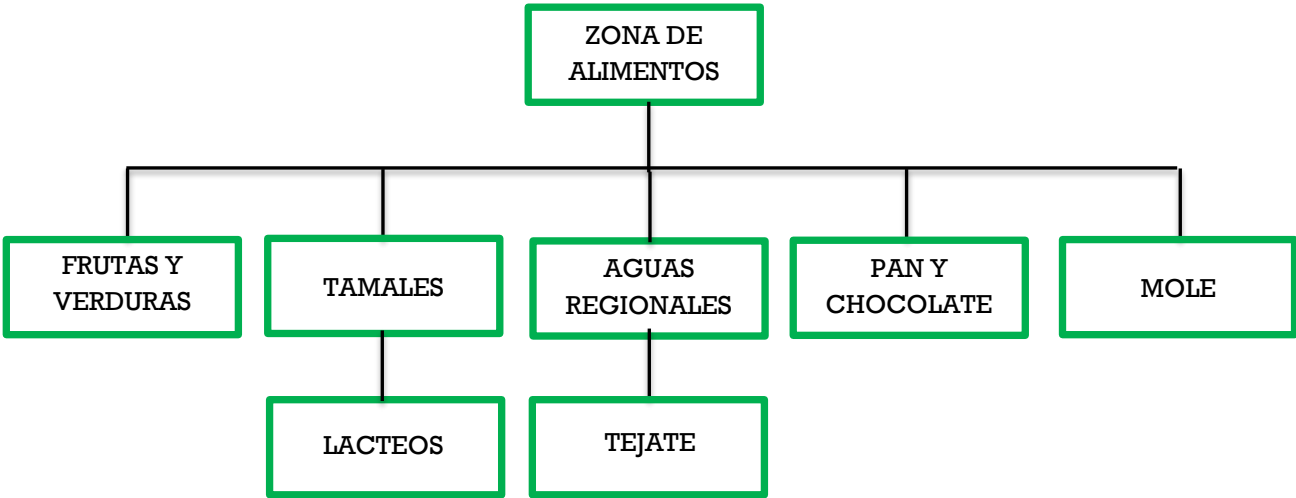 ZONA DE
ALIMENTOS
FRUTAS Y
VERDURAS
TAMALES
AGUAS
REGIONALES
PAN Y
CHOCOLATE
MOLE
LACTEOS
TEJATE